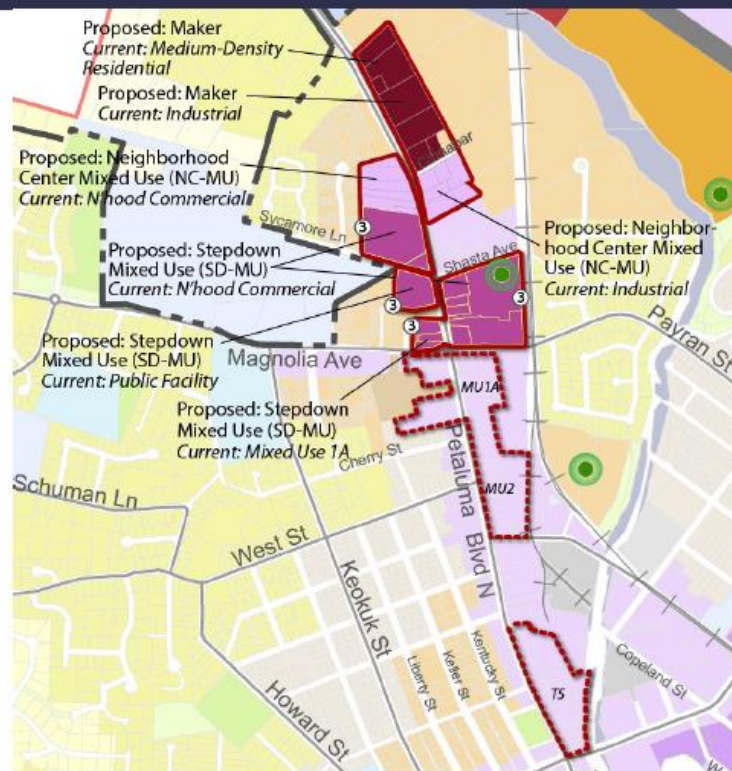 Proposed: Maker
Current: Medium-Density
Residential
Proposed: Maker
Current: Industrial
Proposed: Neighborhood
Center Mixed Use (NC-MU)
Current: N'hood Commercial
Sycamore Ln
3
Proposed: Stepdown
Mixed Use (SD-MU)
Current: N'hood Commercial
Shasta Ave
Proposed: Neighbor-
hood Center Mixed
Use (NC-MU)
Current: Industrial
3
3
3
Proposed: Stepdown
Mixed Use (SD-MU)
Current: Public Facility
Magnolia Ave
Payran St
Proposed: Stepdown
Mixed Use (SD-MU)
Current: Mixed Use 1A
MU1A
Cherry St
Petaluma Blvd N
MU2
Schuman Ln
West St
Keokuk St
Liberty St
Keller St
Kentucky St
Copeland St
T5
Howard St